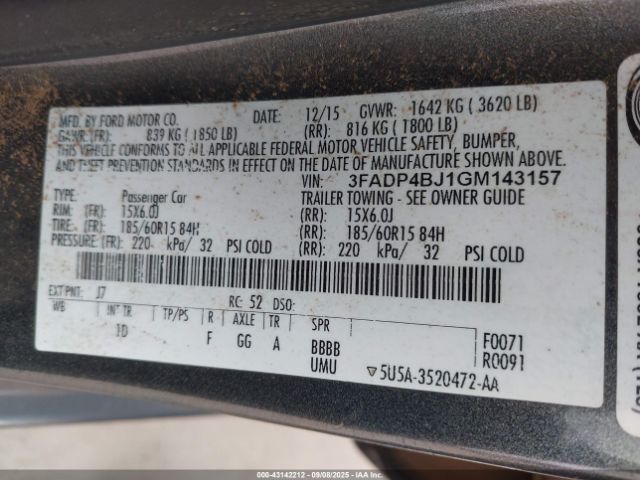 MFD. BY FORD MOTOR CO. DATE: 12/15 GVWR: 1642 KG ( 3620 LB)
GAWR: (FR): 839 KG ( 1850 LB) (RR): 816 KG ( 1800 LB)
THIS VEHICLE CONFORMS TO ALL APPLICABLE FEDERAL MOTOR VEHICLE SAFETY, BUMPER,
AND THEFT PREVENTION STANDARDS IN EFFECT ON THE DATE OF MANUFACTURE SHOWN ABOVE.
VIN: 3FADP4BJ1GM143157
TYPE: Passenger Car TRAILER TOWING - SEE OWNER GUIDE
RIM: (FR): 15X6.0J (RR): 15X6.0J
TIRE: (FR): 185/60R15 84H (RR): 185/60R15 84H
PRESSURE: (FR): 220 kPa/ 32 PSI COLD (RR): 220 kPa/ 32 PSI COLD
EXT PNT: J7 RC: 52 DSO:
WB INT TR TP/PS R AXLE TR SPR
1D F GG A BBBB F0071
UMU R0091
▽5U5A-3520472-AA
000-43142212 - (09/08/2025) - IAA